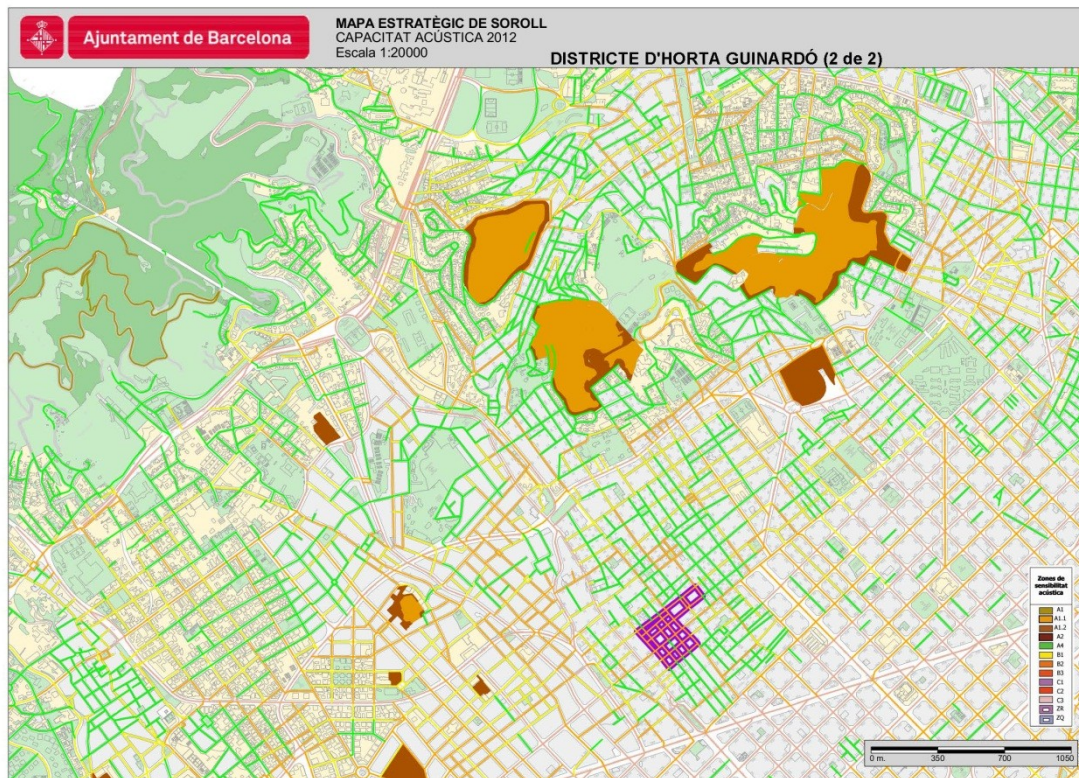 Ajuntament de Barcelona
MAPA ESTRATÈGIC DE SOROLL
CAPACITAT ACÚSTICA 2012
Escala 1:20000
DISTRICTE D'HORTA GUINARDÓ (2 de 2)
Zones de
sensibilitat
acústica
A1
A1.1
A1.2
A2
A4
B1
B2
B3
C1
C2
C3
ZR
ZQ
0 m.
350
700
1050